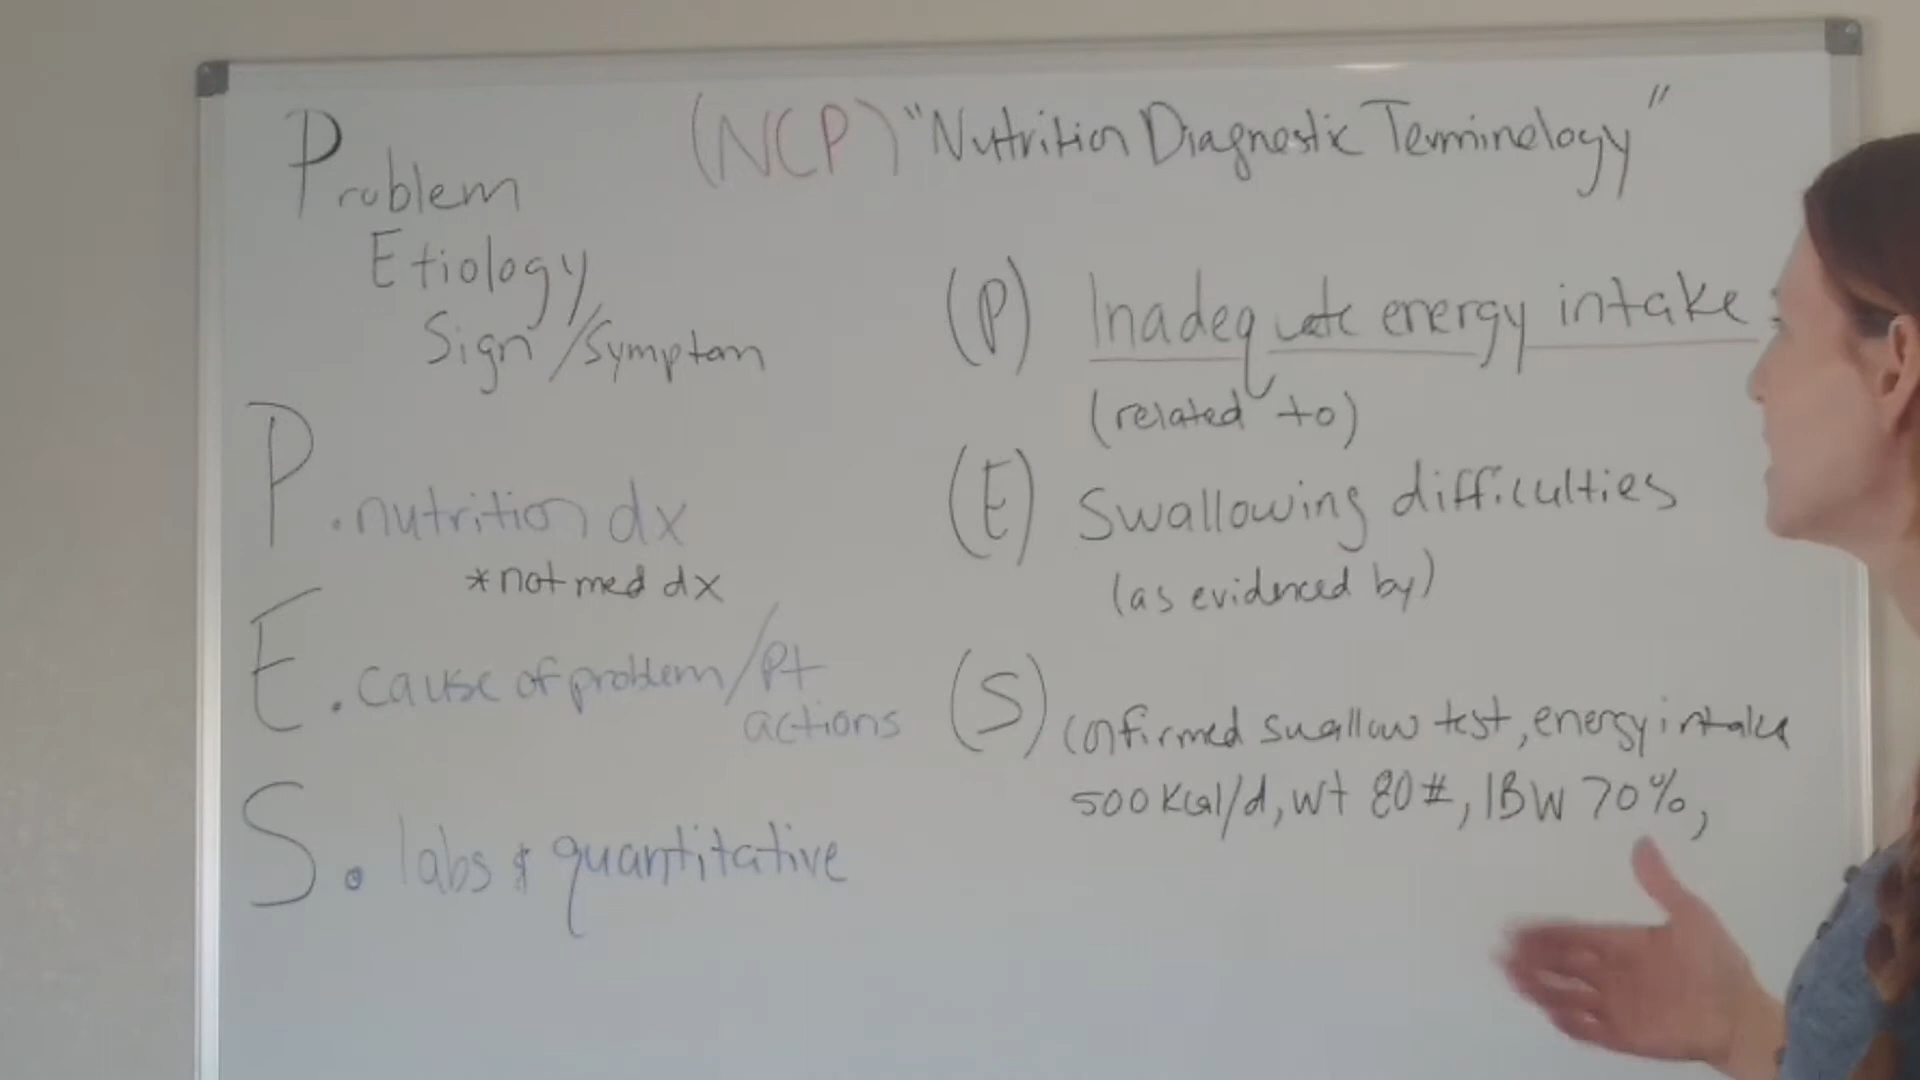 Problem
Etiology
Sign/Symptom
P. nutrition dx
*not med dx
E. cause of problem/pt
actions
S. labs & quantitative
(NCP) "Nutrition Diagnostic Terminology"
(P) Inadequate energy intake
(related to)
(E) Swallowing difficulties
(as evidenced by)
(S) confirmed swallow test, energy intake
500 Kcal/d, wt 80#, IBW 70%,